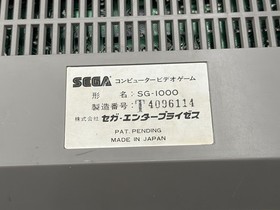 SEGA コンピュータービデオゲーム
形 名: SG-1000
製造番号: T4096114
株式会社 セガ・エンタープライゼス
PAT. PENDING
MADE IN JAPAN